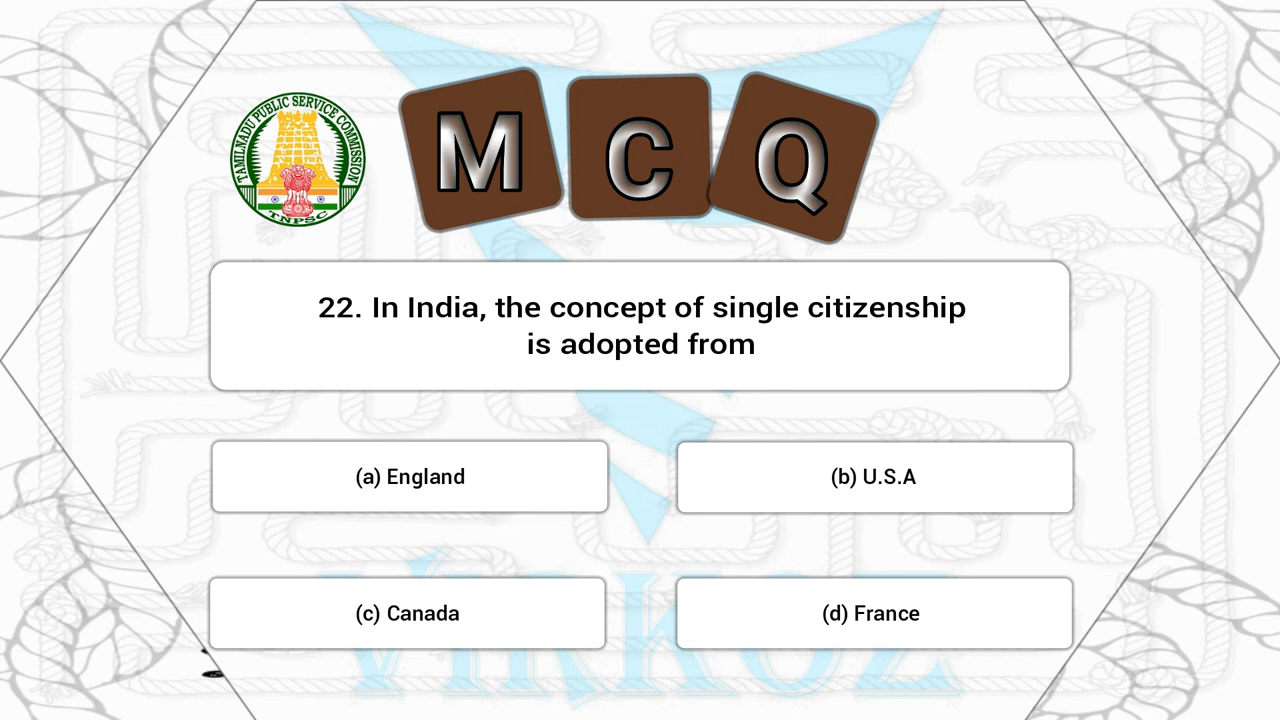 TAMILNADU PUBLIC SERVICE COMMISSION
TNPSC
M C Q
22. In India, the concept of single citizenship
is adopted from
(a) England
(b) U.S.A
(c) Canada
(d) France
VIRKOZ